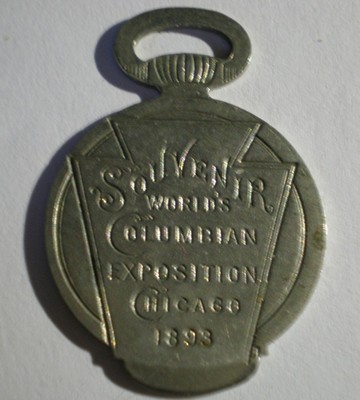 SOUVENIR
WORLD'S
COLUMBIAN
EXPOSITION
CHICAGO
1893